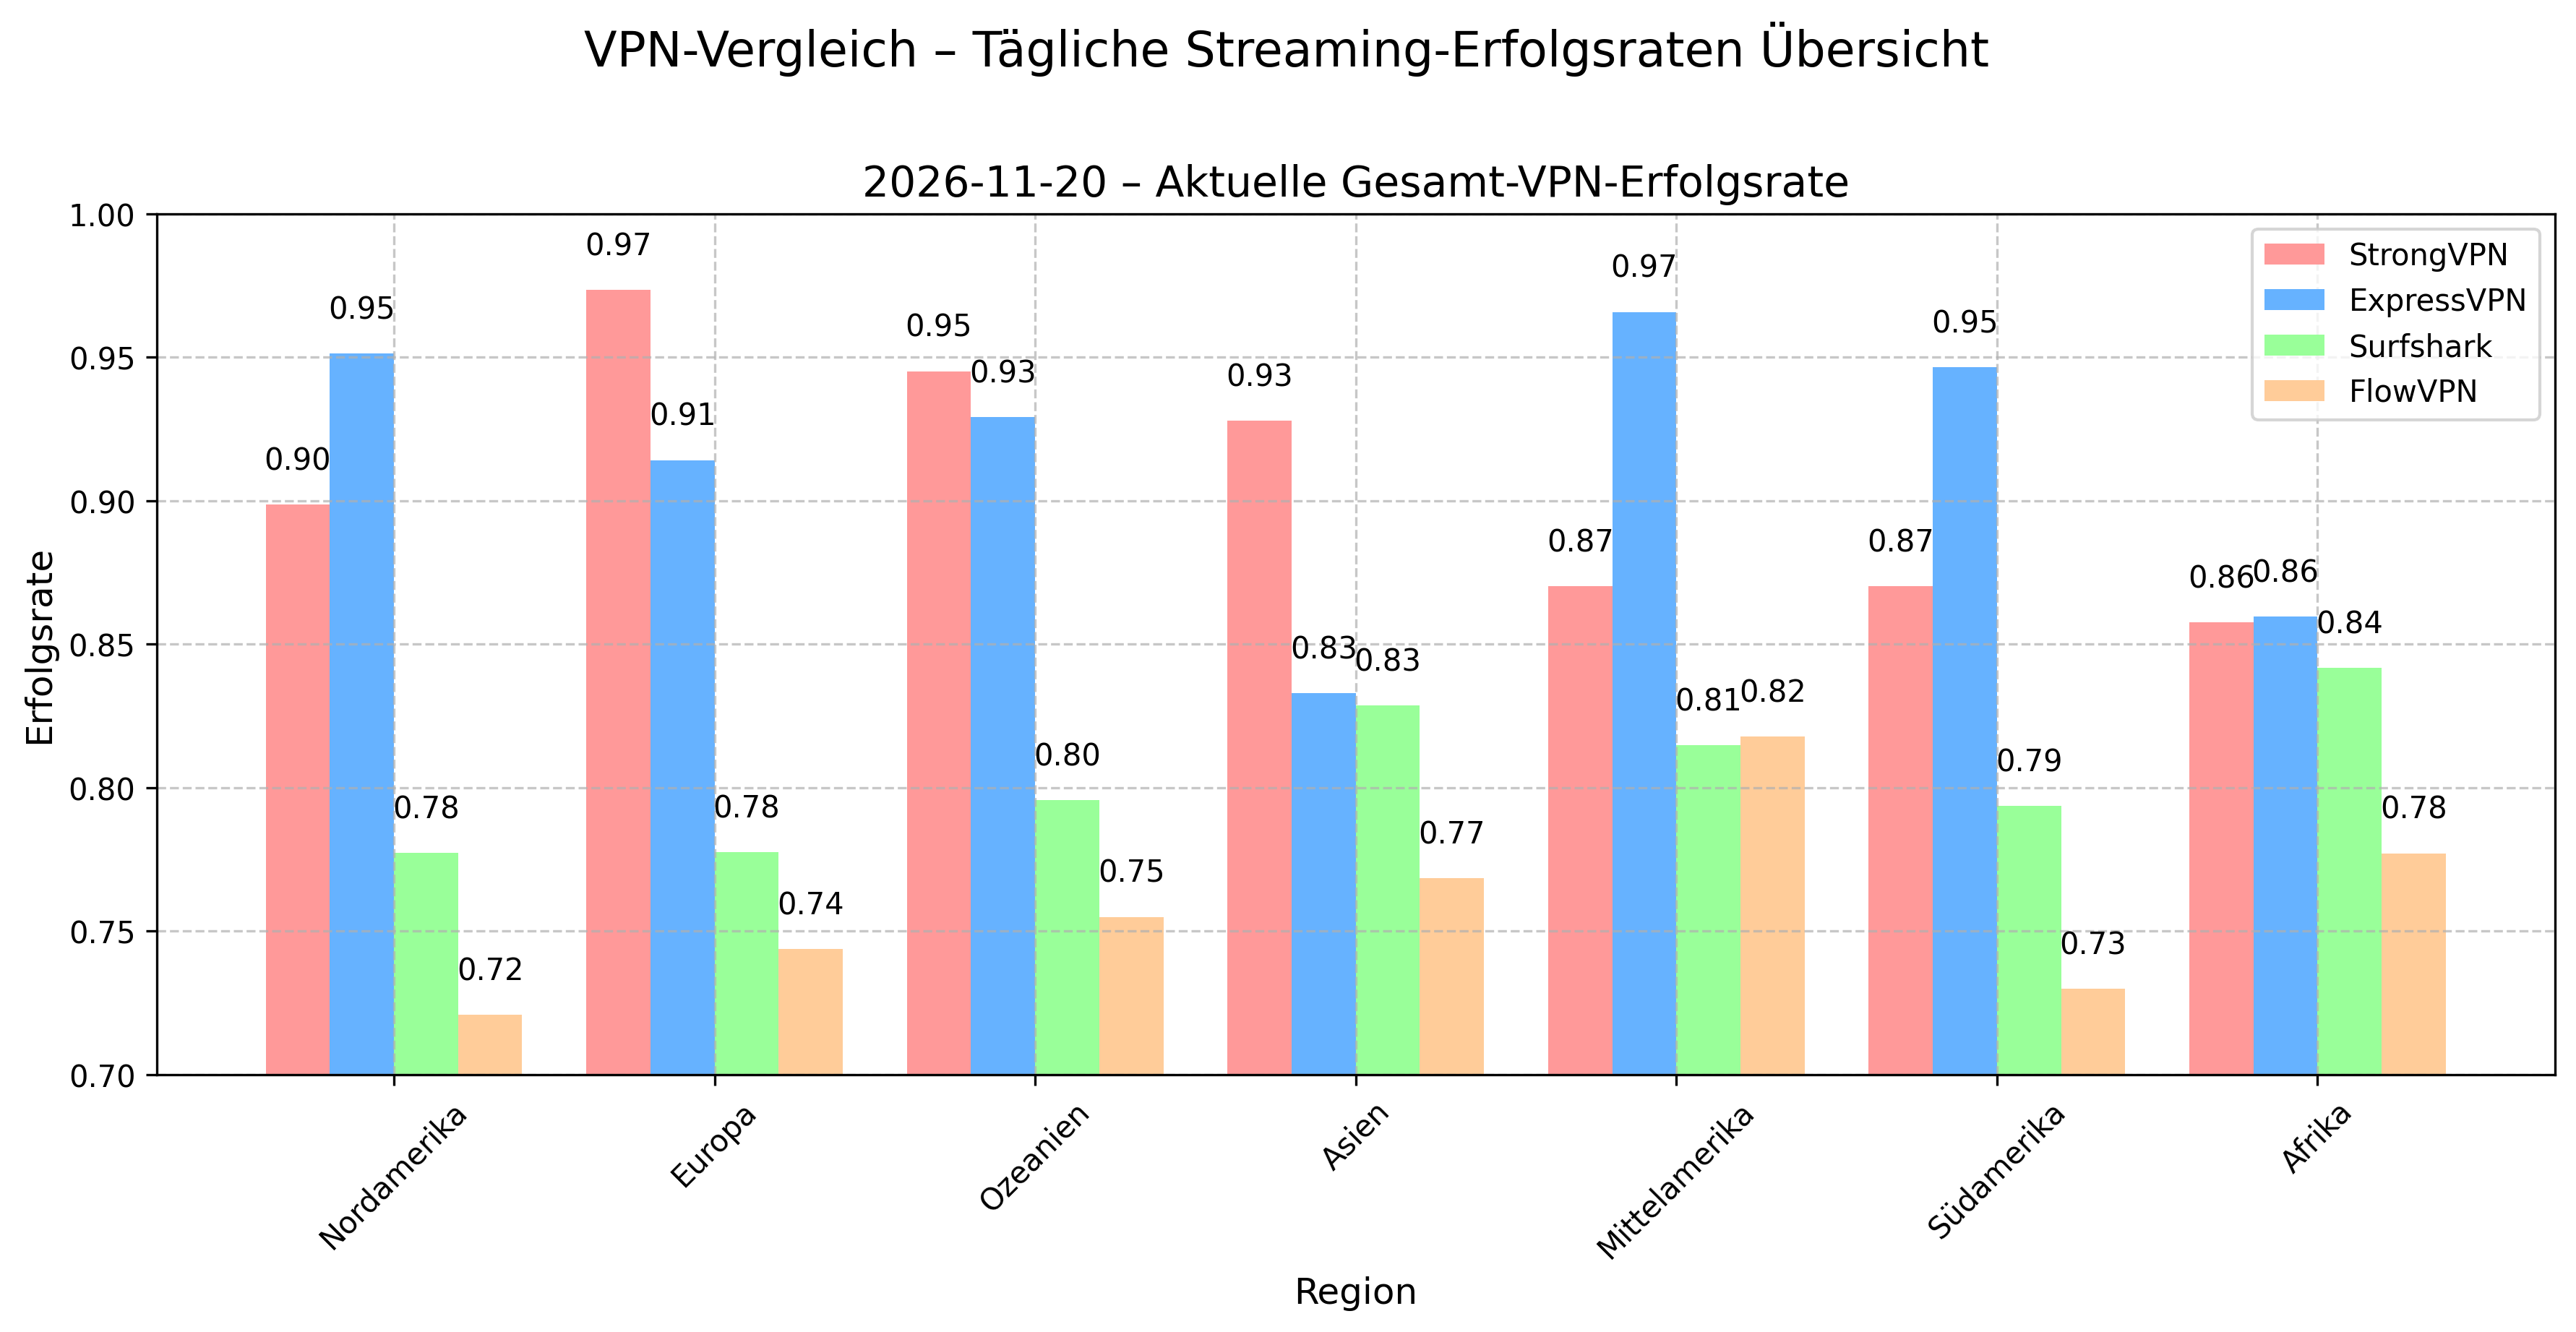 VPN-Vergleich – Tägliche Streaming-Erfolgsraten Übersicht
2026-11-20 – Aktuelle Gesamt-VPN-Erfolgsrate
Erfolgsrate
1.00
0.95
0.90
0.85
0.80
0.75
0.70
0.90
0.95
0.78
0.72
0.97
0.91
0.78
0.74
0.95
0.93
0.80
0.75
0.93
0.83
0.83
0.77
0.87
0.97
0.81
0.82
0.87
0.95
0.79
0.73
0.86
0.86
0.84
0.78
StrongVPN
ExpressVPN
Surfshark
FlowVPN
Nordamerika
Europa
Ozeanien
Asien
Mittelamerika
Südamerika
Afrika
Region